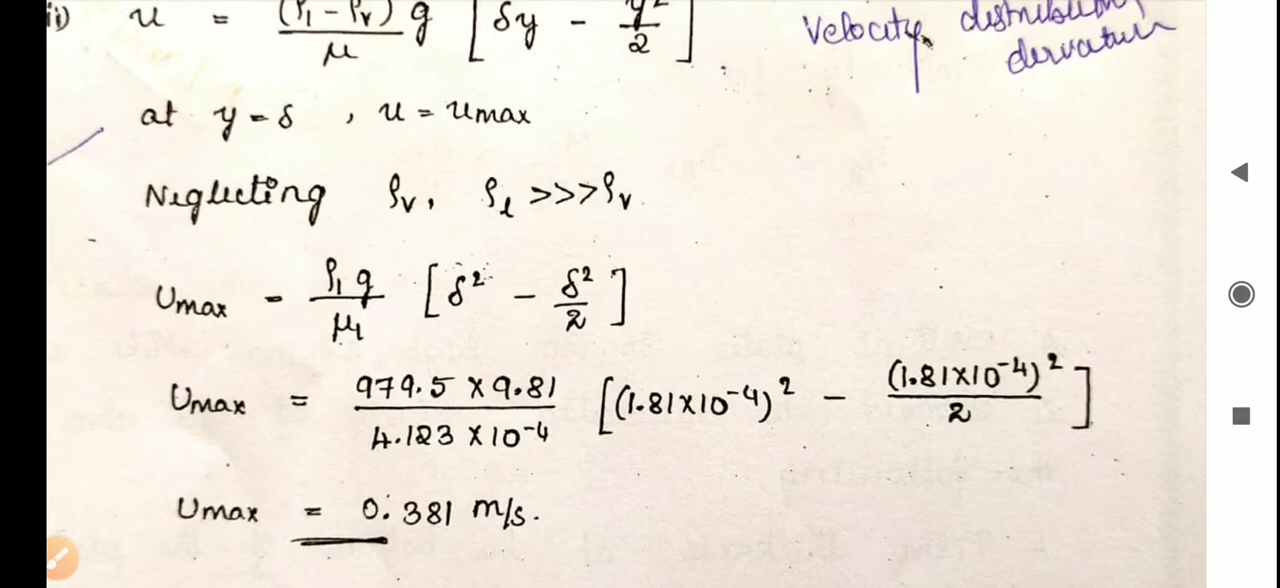 ii) u = (ρl - ρv) g / μ [δy - y²/2]
Velocity distribution,
at y = δ , u = umax
Neglecting ρv, ρl >>> ρv
Umax = ρl g / μl [δ² - δ²/2]
Umax = 979.5 × 9.81 / 4.123 × 10⁻⁴ [(1.81×10⁻⁴)² - (1.81×10⁻⁴)² / 2]
Umax = 0.381 m/s.